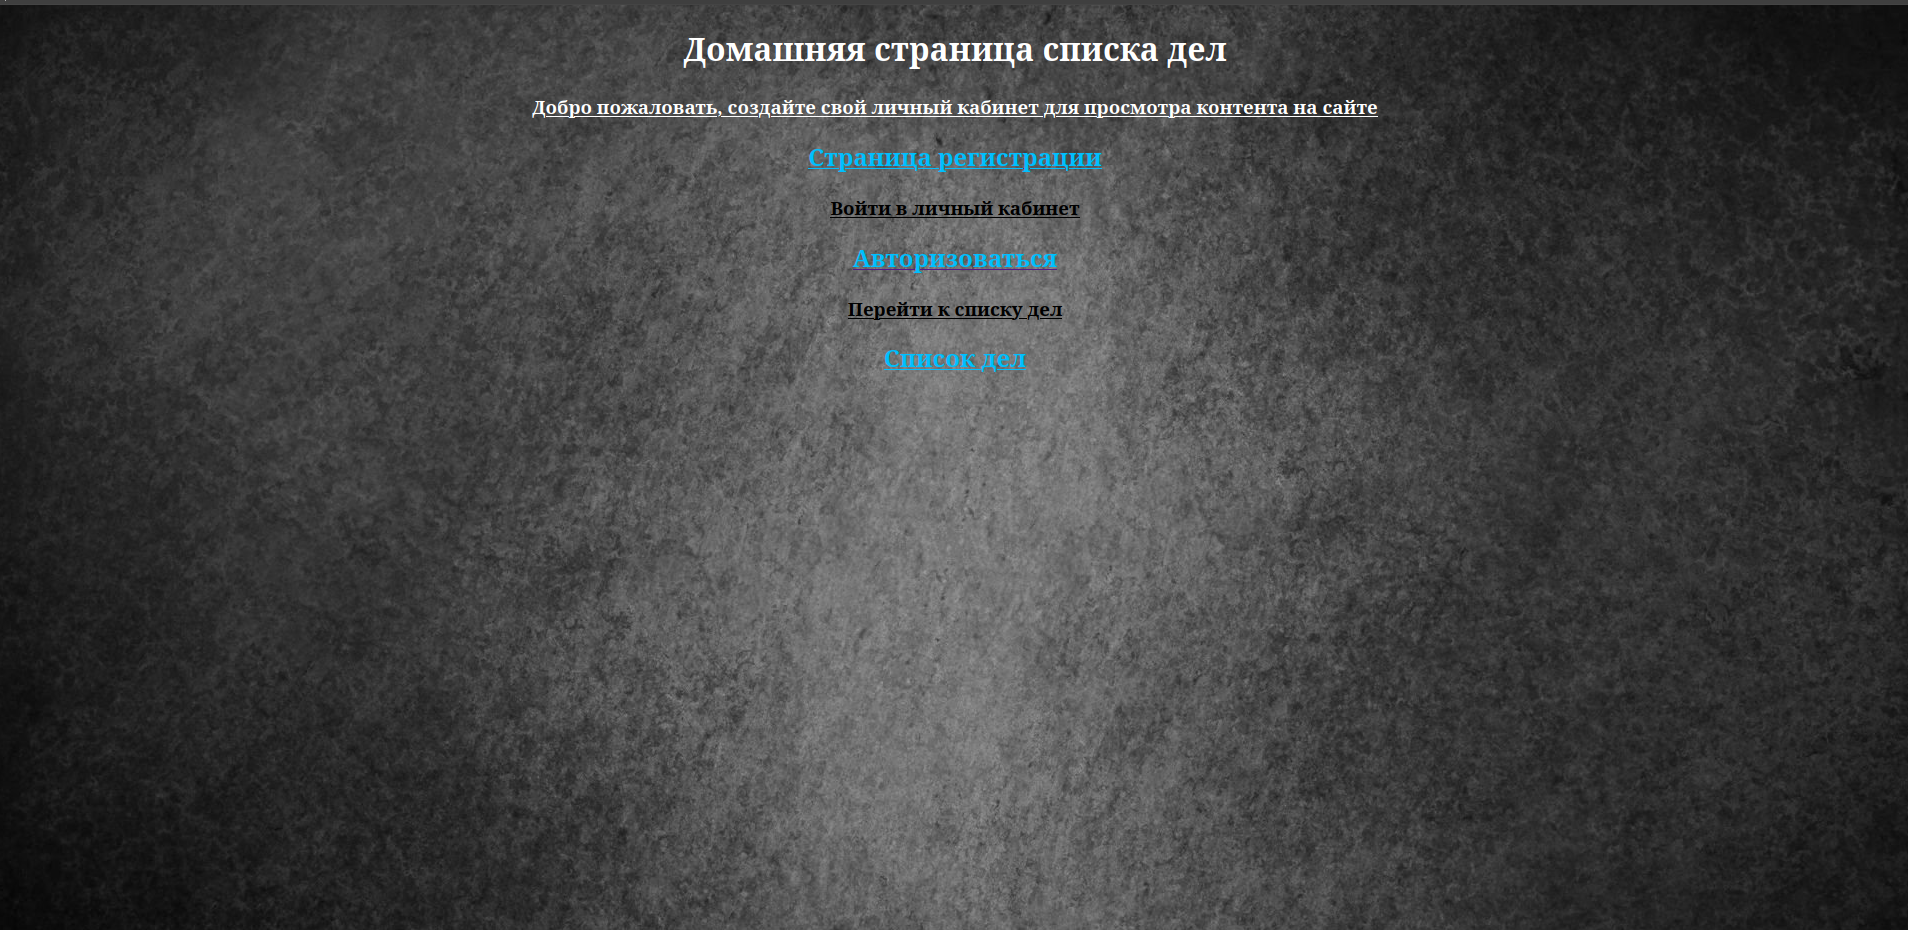 Домашняя страница списка дел
Добро пожаловать, создайте свой личный кабинет для просмотра контента на сайте
Страница регистрации
Войти в личный кабинет
Авторизоваться
Перейти к списку дел
Список дел